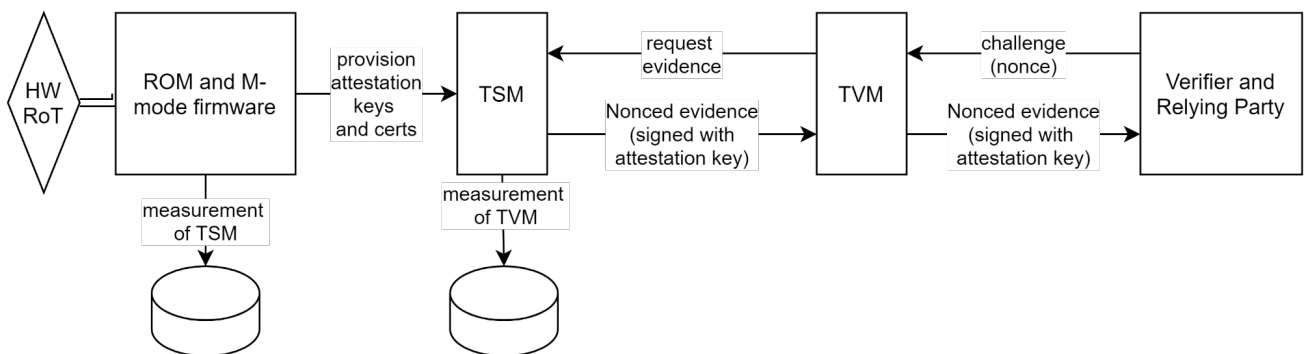 HW
RoT
ROM and M-
mode firmware
provision
attestation
keys
and certs
TSM
request
evidence
Nonced evidence
(signed with
attestation key)
TVM
challenge
(nonce)
Nonced evidence
(signed with
attestation key)
Verifier and
Relying Party
measurement
of TSM
measurement
of TVM